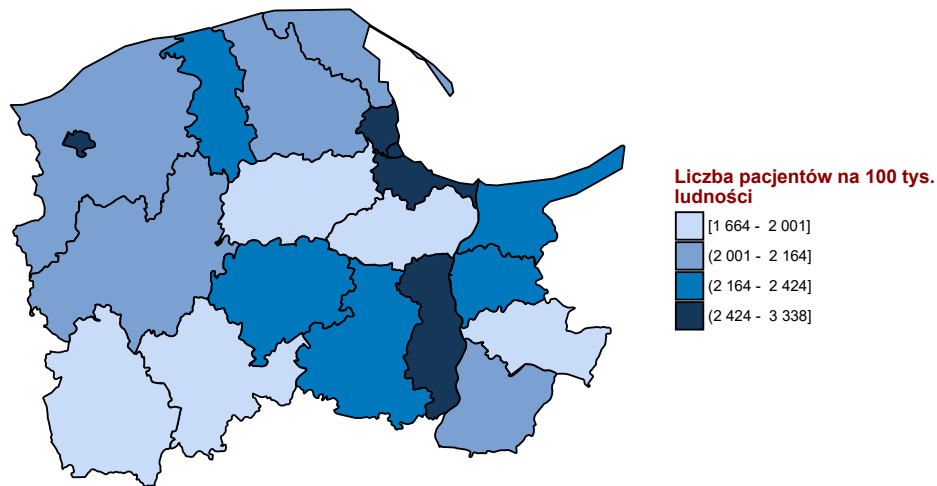 Liczba pacjentów na 100 tys.
ludności
[1 664 - 2 001]
(2 001 - 2 164]
(2 164 - 2 424]
(2 424 - 3 338]